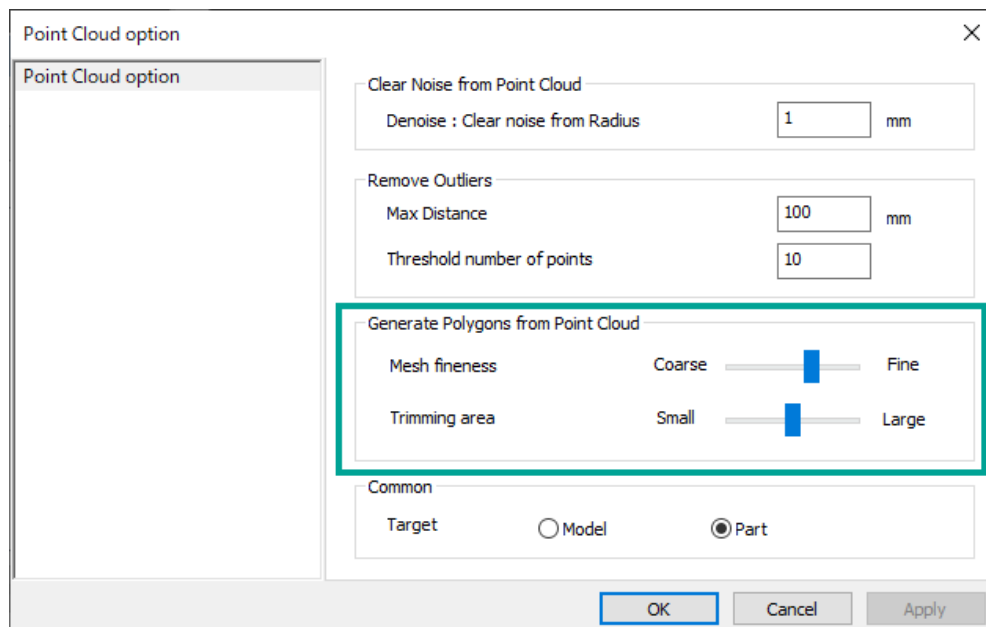 Point Cloud option
Point Cloud option
Clear Noise from Point Cloud
Denoise : Clear noise from Radius 1 mm
Remove Outliers
Max Distance 100 mm
Threshold number of points 10
Generate Polygons from Point Cloud
Mesh fineness Coarse Fine
Trimming area Small Large
Common
Target Model Part
OK Cancel Apply